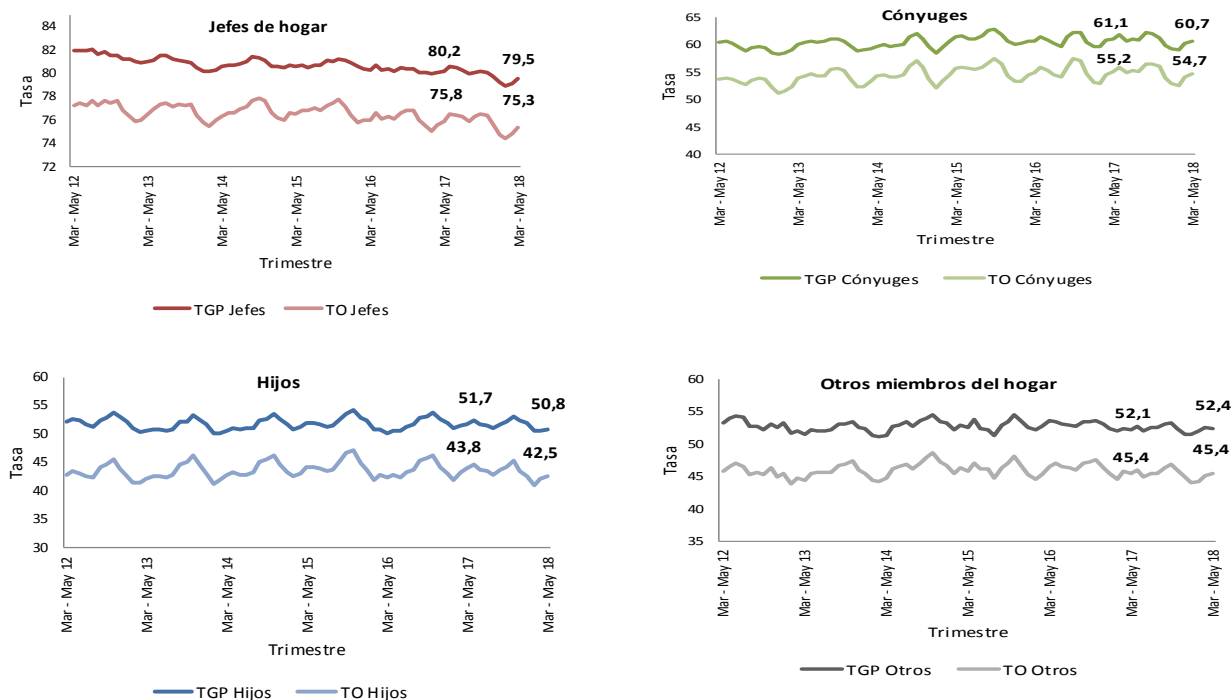 Jefes de hogar
84
82
80
78
76
74
72
Tasa
80,2
79,5
75,8
75,3
Mar - May 12
Mar - May 13
Mar - May 14
Mar - May 15
Mar - May 16
Mar - May 17
Mar - May 18
Trimestre
TGP Jefes
TO Jefes
Cónyuges
65
60
55
50
45
40
Tasa
61,1
60,7
55,2
54,7
Mar - May 12
Mar - May 13
Mar - May 14
Mar - May 15
Mar - May 16
Mar - May 17
Mar - May 18
Trimestre
TGP Cónyuges
TO Cónyuges
Hijos
60
55
50
45
40
35
30
Tasa
51,7
50,8
43,8
42,5
Mar - May 12
Mar - May 13
Mar - May 14
Mar - May 15
Mar - May 16
Mar - May 17
Mar - May 18
Trimestre
TGP Hijos
TO Hijos
Otros miembros del hogar
60
55
50
45
40
35
Tasa
52,1
52,4
45,4
45,4
Mar - May 12
Mar - May 13
Mar - May 14
Mar - May 15
Mar - May 16
Mar - May 17
Mar - May 18
Trimestre
TGP Otros
TO Otros